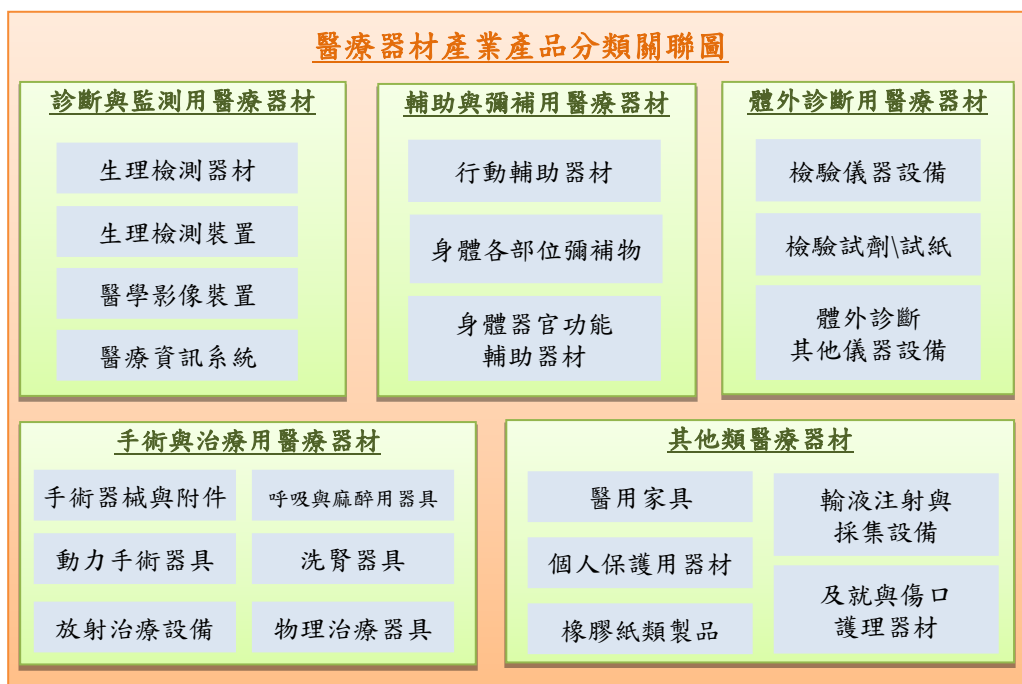 醫療器材產業產品分類關聯圖
診斷與監測用醫療器材
生理檢測器材
生理檢測裝置
醫學影像裝置
醫療資訊系統
輔助與彌補用醫療器材
行動輔助器材
身體各部位彌補物
身體器官功能
輔助器材
體外診斷用醫療器材
檢驗儀器設備
檢驗試劑\試紙
體外診斷
其他儀器設備
手術與治療用醫療器材
手術器械與附件
動力手術器具
放射治療設備
呼吸與麻醉用器具
洗腎器具
物理治療器具
其他類醫療器材
醫用家具
個人保護用器材
橡膠紙類製品
輸液注射與
採集設備
及就與傷口
護理器材